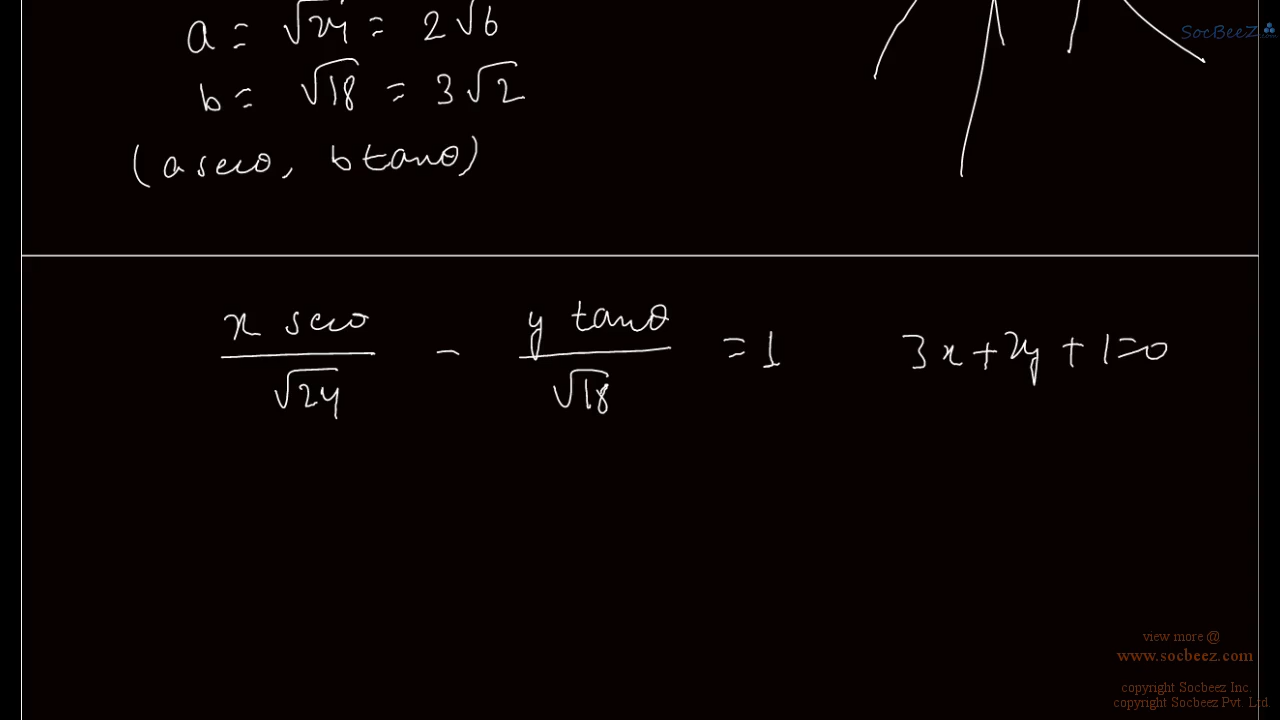 SocBeeZ.com
a = √24 = 2√6
b = √18 = 3√2
(a secθ, b tanθ)
x secθ / √24 - y tanθ / √18 = 1    3x+2y+1=0
view more @
www.socbeez.com
copyright Socbeez Inc.
copyright Socbeez Pvt. Ltd.